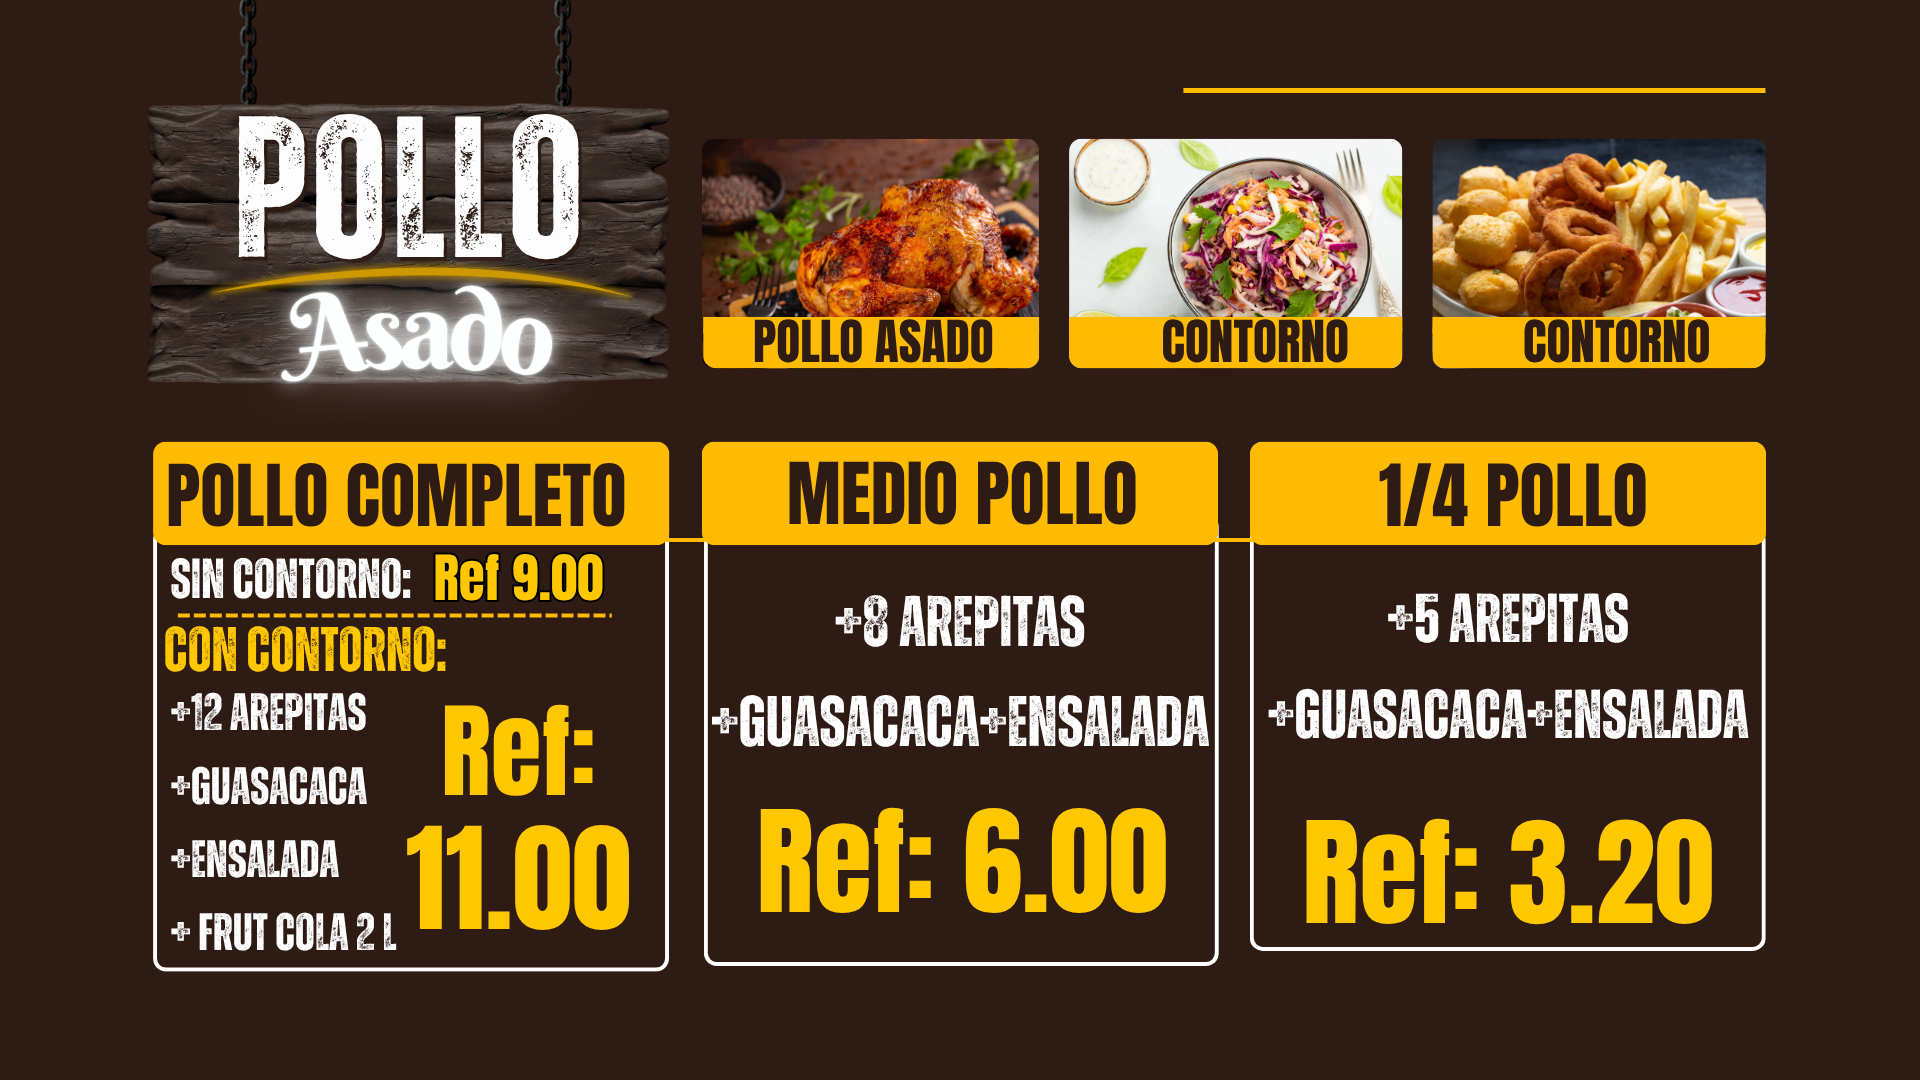 POLLO
Asado
POLLO ASADO
CONTORNO
CONTORNO
POLLO COMPLETO
SIN CONTORNO: Ref 9.00
CON CONTORNO:
+12 AREPITAS
+GUASACACA
+ENSALADA
+ FRUT COLA 2 L
Ref:
11.00
MEDIO POLLO
+8 AREPITAS
+GUASACACA+ENSALADA
Ref: 6.00
1/4 POLLO
+5 AREPITAS
+GUASACACA+ENSALADA
Ref: 3.20